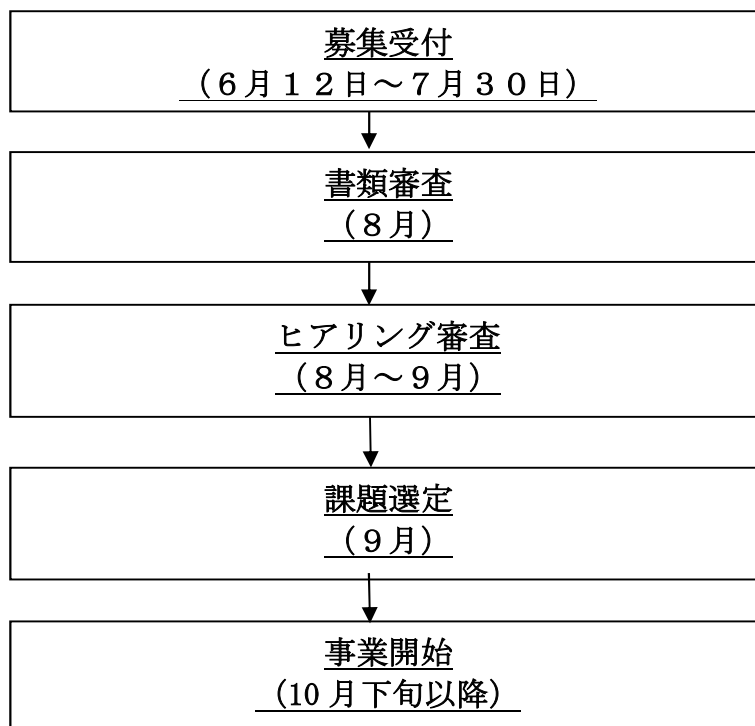 募集受付
（６月１２日～７月３０日）
書類審査
（８月）
ヒアリング審査
（８月～９月）
課題選定
（９月）
事業開始
（10月下旬以降）